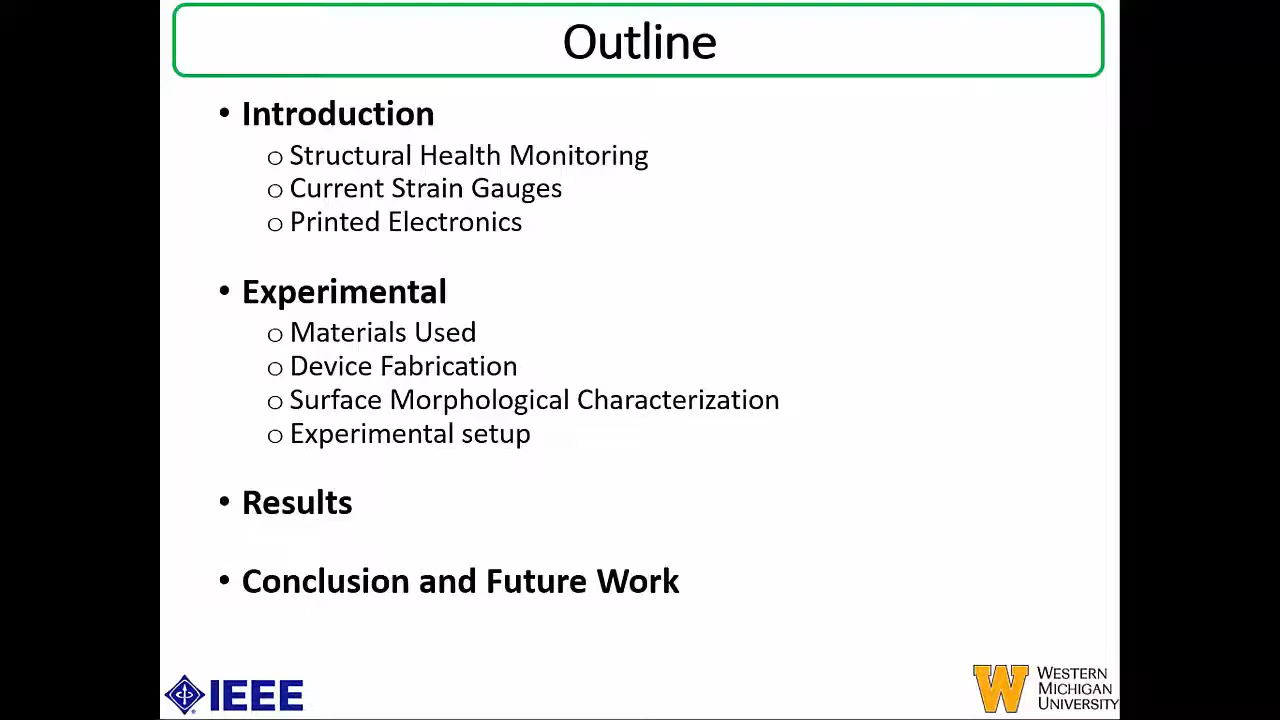 Outline
• Introduction
o Structural Health Monitoring
o Current Strain Gauges
o Printed Electronics
• Experimental
o Materials Used
o Device Fabrication
o Surface Morphological Characterization
o Experimental setup
• Results
• Conclusion and Future Work
IEEE
W
WESTERN
MICHIGAN
UNIVERSITY